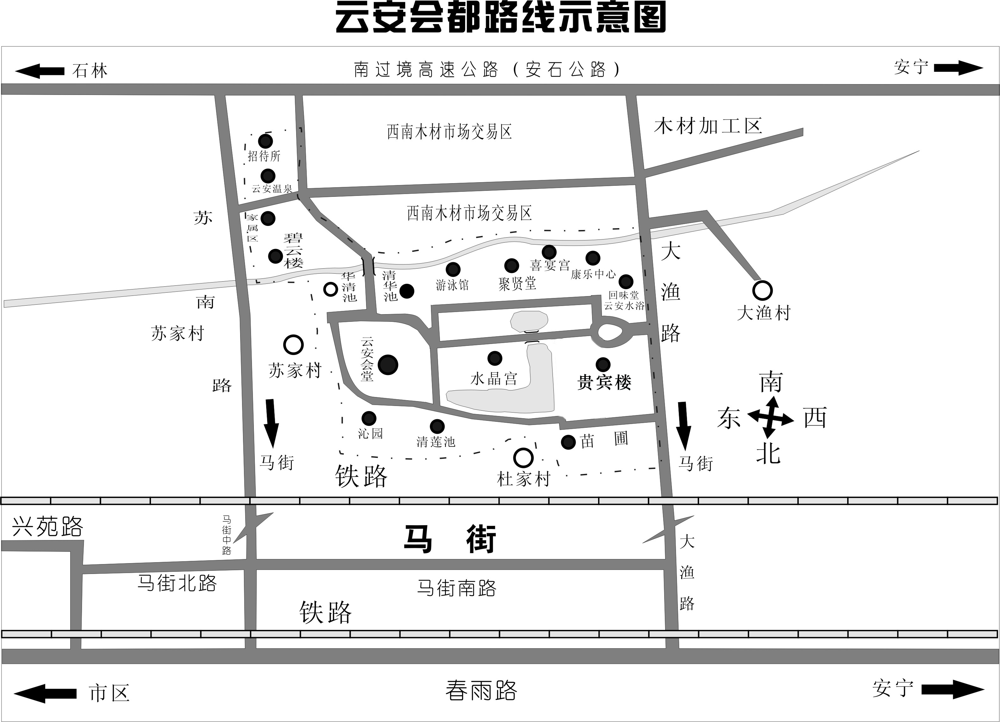 云安会都路线示意图
石林
南过境高速公路(安石公路)
安宁
西南木材市场交易区
木材加工区
招待所
云安温泉
西南木材市场交易区
苏南路
家属区
碧云楼
大渔路
华清池
清华池
游泳馆
聚贤堂
喜宴宫
康乐中心
回味堂
云安水浴
大渔村
苏家村
苏家村
云安会堂
水晶宫
贵宾楼
南
东
西
北
沁园
清莲池
苗圃
马街
马街
铁路
杜家村
兴苑路
马街中路
马街
大渔路
马街北路
马街南路
铁路
市区
春雨路
安宁